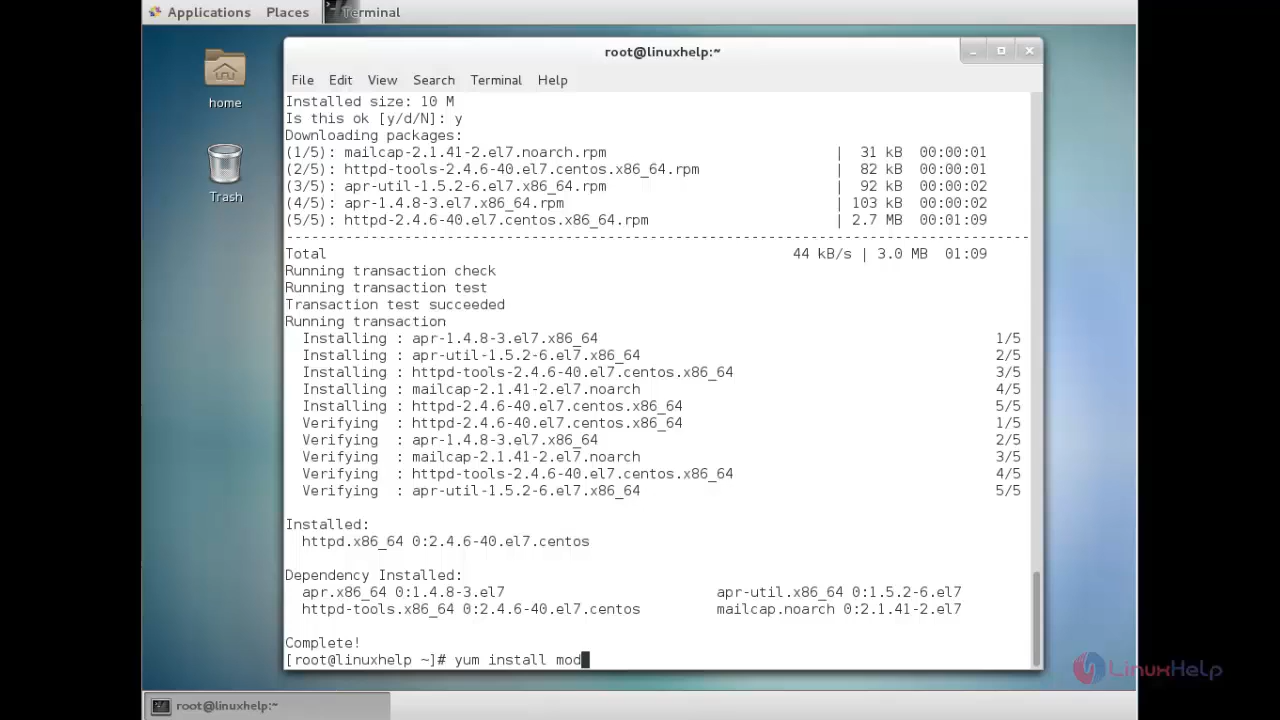 Applications Places Terminal
root@linuxhelp:~
home
Trash
File Edit View Search Terminal Help
Installed size: 10 M
Is this ok [y/d/N]: y
Downloading packages:
(1/5): mailcap-2.1.41-2.el7.noarch.rpm | 31 kB 00:00:01
(2/5): httpd-tools-2.4.6-40.el7.centos.x86_64.rpm | 82 kB 00:00:01
(3/5): apr-util-1.5.2-6.el7.x86_64.rpm | 92 kB 00:00:02
(4/5): apr-1.4.8-3.el7.x86_64.rpm | 103 kB 00:00:02
(5/5): httpd-2.4.6-40.el7.centos.x86_64.rpm | 2.7 MB 00:01:09
--------------------------------------------------------------------------------
Total 44 kB/s | 3.0 MB 01:09
Running transaction check
Running transaction test
Transaction test succeeded
Running transaction
Installing : apr-1.4.8-3.el7.x86_64 1/5
Installing : apr-util-1.5.2-6.el7.x86_64 2/5
Installing : httpd-tools-2.4.6-40.el7.centos.x86_64 3/5
Installing : mailcap-2.1.41-2.el7.noarch 4/5
Installing : httpd-2.4.6-40.el7.centos.x86_64 5/5
Verifying : httpd-2.4.6-40.el7.centos.x86_64 1/5
Verifying : apr-1.4.8-3.el7.x86_64 2/5
Verifying : mailcap-2.1.41-2.el7.noarch 3/5
Verifying : httpd-tools-2.4.6-40.el7.centos.x86_64 4/5
Verifying : apr-util-1.5.2-6.el7.x86_64 5/5
Installed:
httpd.x86_64 0:2.4.6-40.el7.centos
Dependency Installed:
apr.x86_64 0:1.4.8-3.el7 apr-util.x86_64 0:1.5.2-6.el7
httpd-tools.x86_64 0:2.4.6-40.el7.centos mailcap.noarch 0:2.1.41-2.el7
Complete!
[root@linuxhelp ~]# yum install mod
LinuxHelp
root@linuxhelp:~